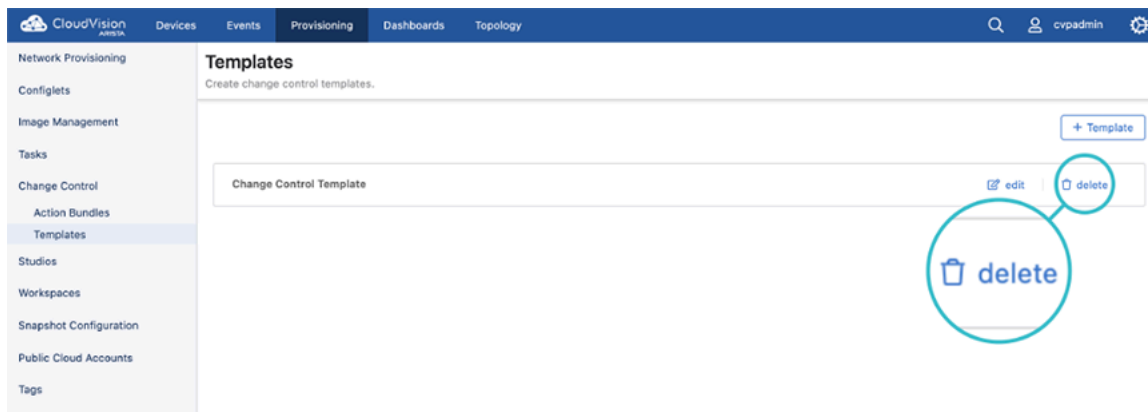 CloudVision
ARISTA
Devices
Events
Provisioning
Dashboards
Topology
cvpadmin
Network Provisioning
Configlets
Image Management
Tasks
Change Control
Action Bundles
Templates
Studios
Workspaces
Snapshot Configuration
Public Cloud Accounts
Tags
Templates
Create change control templates.
+ Template
Change Control Template
edit
delete
delete